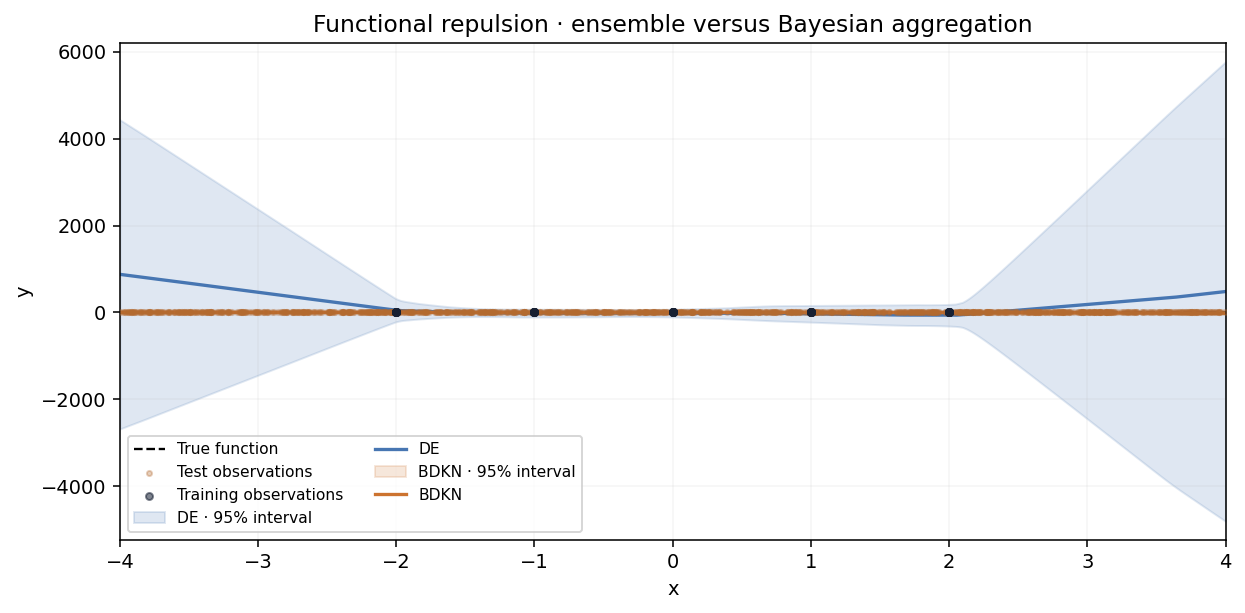 Functional repulsion · ensemble versus Bayesian aggregation
y
6000
4000
2000
0
−2000
−4000
True function
Test observations
Training observations
DE · 95% interval
DE
BDKN · 95% interval
BDKN
−4 −3 −2 −1 0 1 2 3 4
x